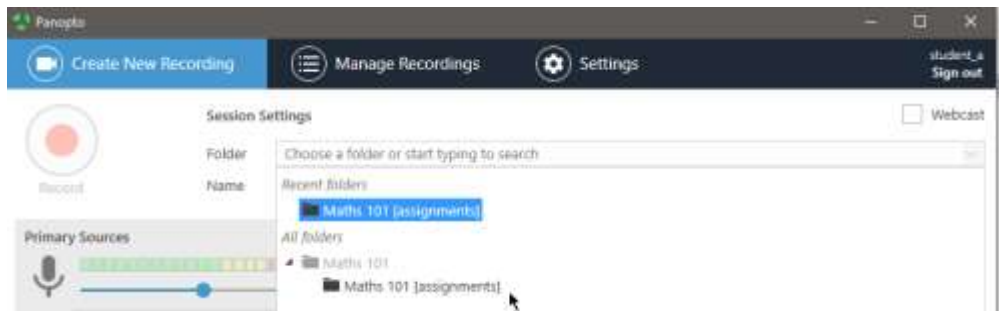 Panopto
Create New Recording Manage Recordings Settings student_a
Sign out
Session Settings Webcast
Folder Choose a folder or start typing to search
Record Name Recent folders
Maths 101 [assignments]
Primary Sources All folders
Maths 101
Maths 101 [assignments]